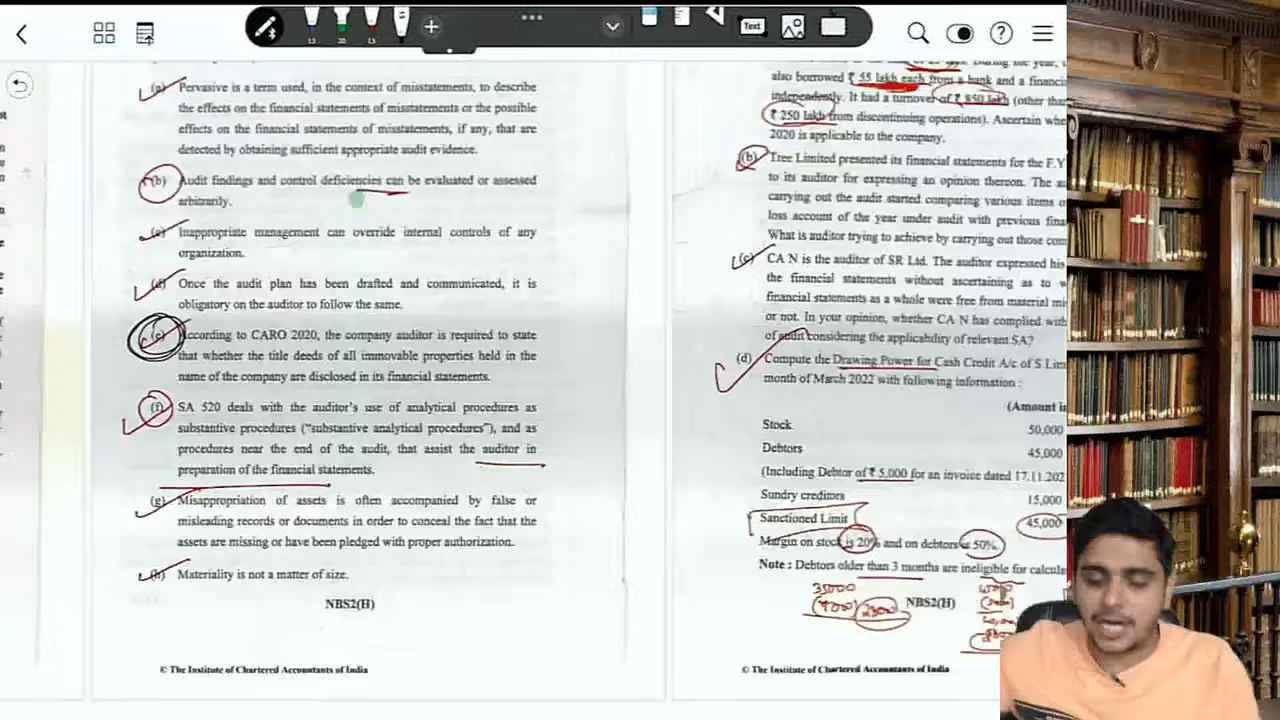 Text
(a) Pervasive is a term used, in the context of misstatements, to describe
the effects on the financial statements of misstatements or the possible
effects on the financial statements of misstatements, if any, that are
detected by obtaining sufficient appropriate audit evidence.
(b) Audit findings and control deficiencies can be evaluated or assessed
arbitrarily.
(c) Inappropriate management can override internal controls of any
organization.
(d) Once the audit plan has been drafted and communicated, it is
obligatory on the auditor to follow the same.
(e) According to CARO 2020, the company auditor is required to state
that whether the title deeds of all immovable properties held in the
name of the company are disclosed in its financial statements.
(f) SA 520 deals with the auditor's use of analytical procedures as
substantive procedures ("substantive analytical procedures"), and as
procedures near the end of the audit, that assist the auditor in
preparation of the financial statements.
(g) Misappropriation of assets is often accompanied by false or
misleading records or documents in order to conceal the fact that the
assets are missing or have been pledged with proper authorization.
(h) Materiality is not a matter of size.
NBS2(H)
© The Institute of Chartered Accountants of India
also borrowed ₹ 55 lakh each from a bank and a financi
independently. It had a turnover of ₹ 850 lakh (other tha
₹ 250 lakh from discontinuing operations). Ascertain whe
2020 is applicable to the company.
(b) Tree Limited presented its financial statements for the F.Y
to its auditor for expressing an opinion thereon. The au
carrying out the audit started comparing various items o
loss account of the year under audit with previous fina
What is auditor trying to achieve by carrying out those com
(c) CA N is the auditor of SR Ltd. The auditor expressed his
the financial statements without ascertaining as to w
financial statements as a whole were free from material mi
or not. In your opinion, whether CA N has complied with
of audit considering the applicability of relevant SA?
(d) Compute the Drawing Power for Cash Credit A/c of S Lim
month of March 2022 with following information :
(Amount in
Stock 50,000
Debtors 45,000
(Including Debtor of ₹ 5,000 for an invoice dated 17.11.202
Sundry creditors 15,000
Sanctioned Limit 45,000
Margin on stock is 20% and on debtors is 50%.
Note : Debtors older than 3 months are ineligible for calcula
35000
NBS2(H)
© The Institute of Chartered Accountants of India